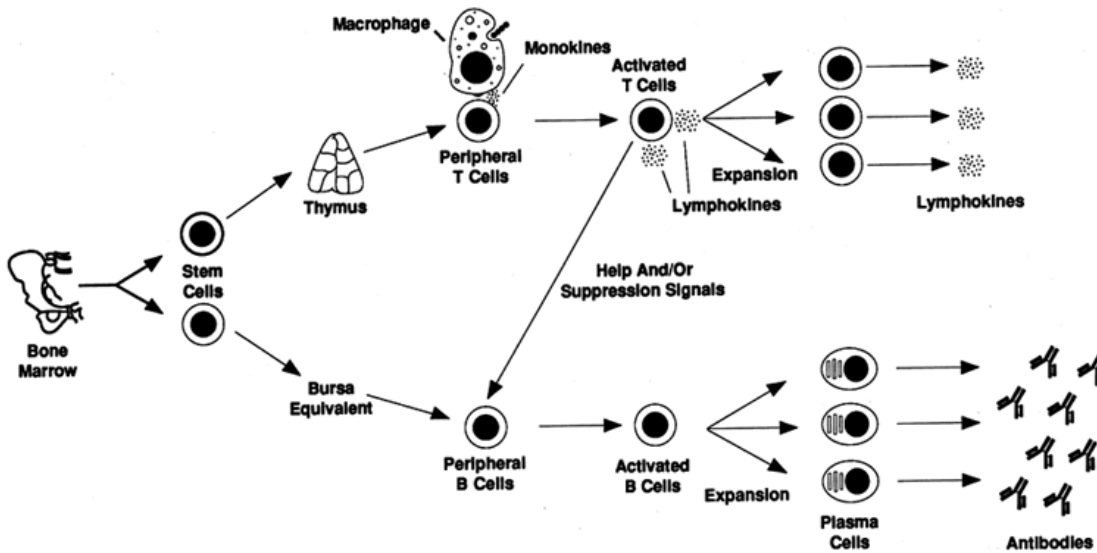 Macrophage
Monokines
Activated
T Cells
Peripheral
T Cells
Expansion
Thymus
Lymphokines
Lymphokines
Stem
Cells
Help And/Or
Suppression Signals
Bone
Marrow
Bursa
Equivalent
Peripheral
B Cells
Activated
B Cells
Expansion
Plasma
Cells
Antibodies